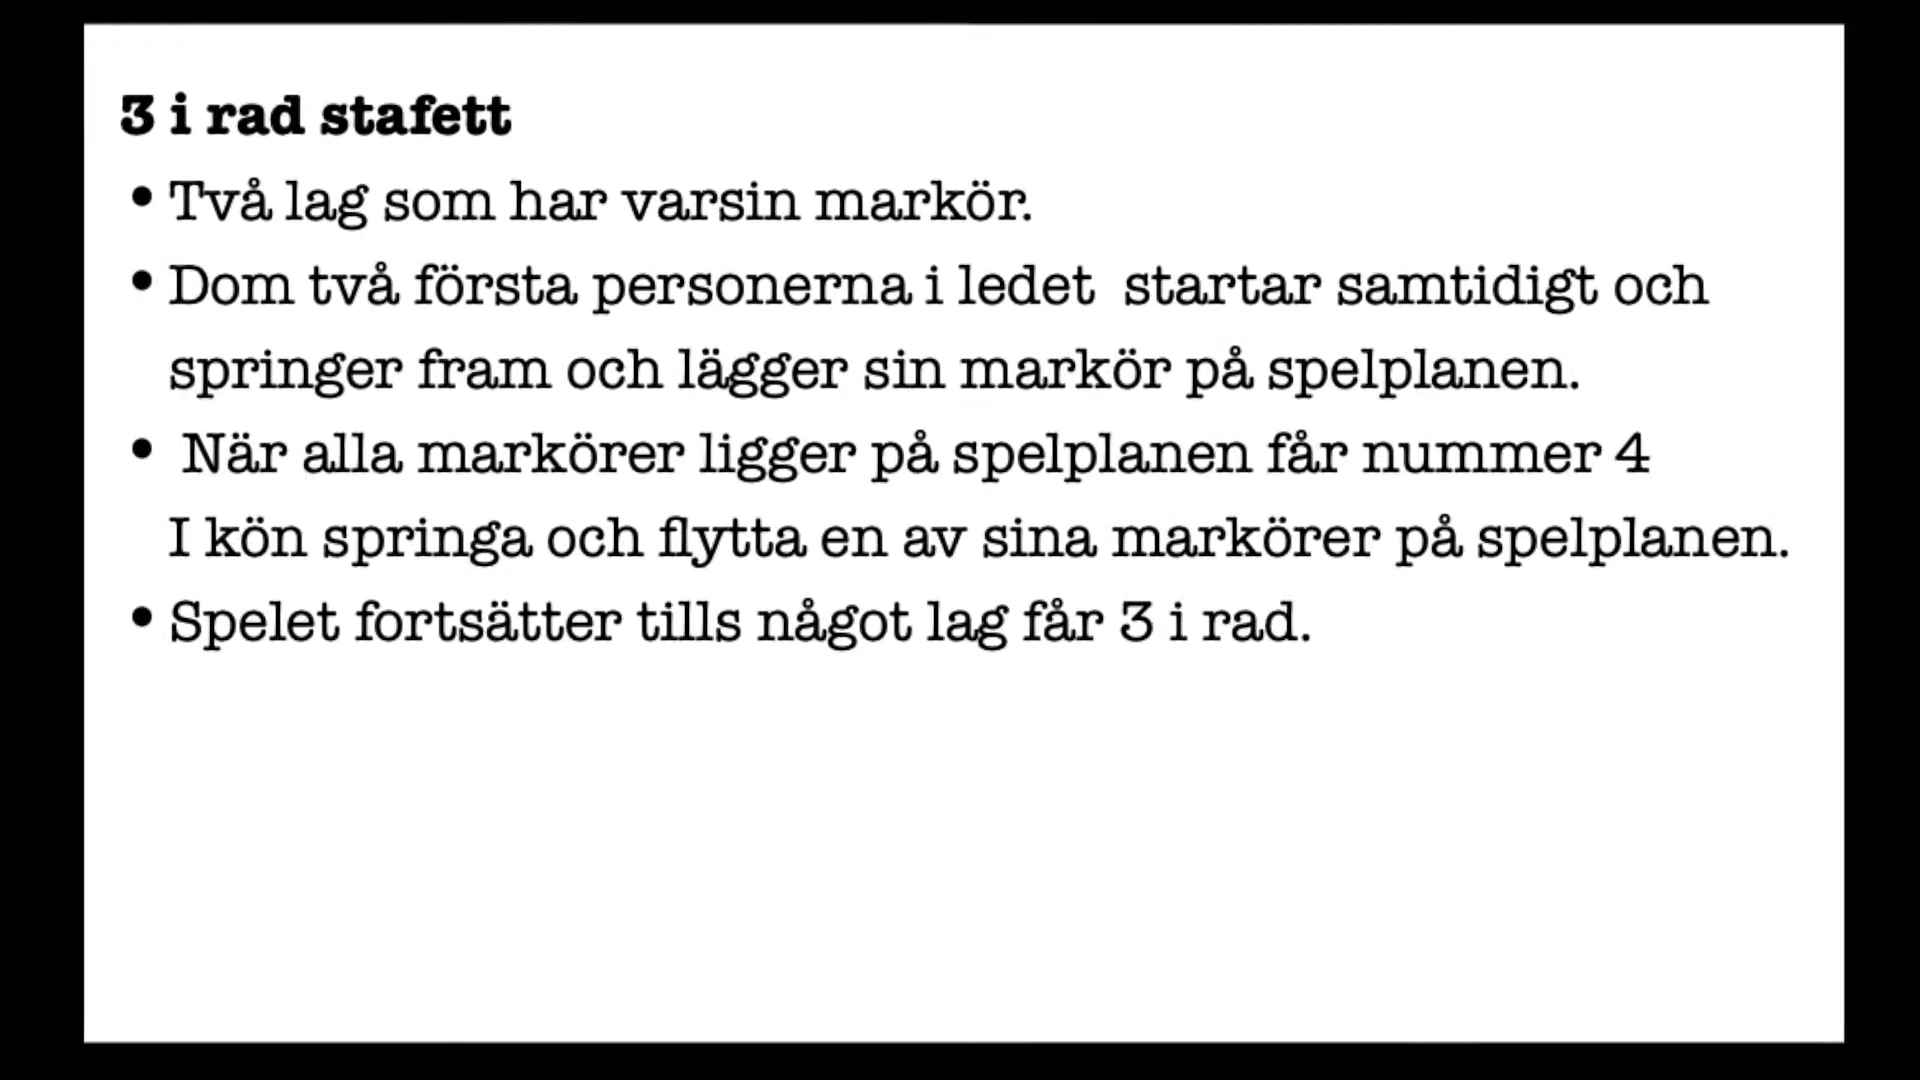 3 i rad stafett
• Två lag som har varsin markör.
• Dom två första personerna i ledet  startar samtidigt och
springer fram och lägger sin markör på spelplanen.
•  När alla markörer ligger på spelplanen får nummer 4
I kön springa och flytta en av sina markörer på spelplanen.
• Spelet fortsätter tills något lag får 3 i rad.